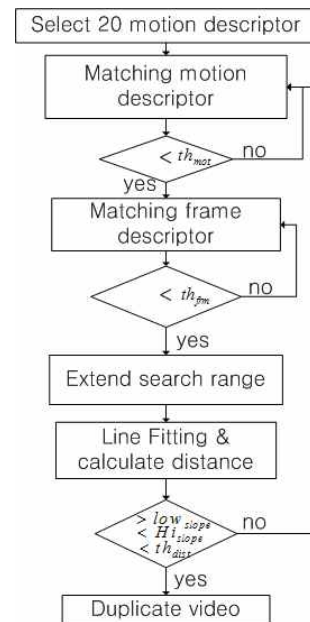 Select 20 motion descriptor
Matching motion
descriptor
< th_mot
no
yes
Matching frame
descriptor
< th_frm
no
yes
Extend search range
Line Fitting &
calculate distance
> low_slope
< Hi_slope
< th_dist
no
yes
Duplicate video